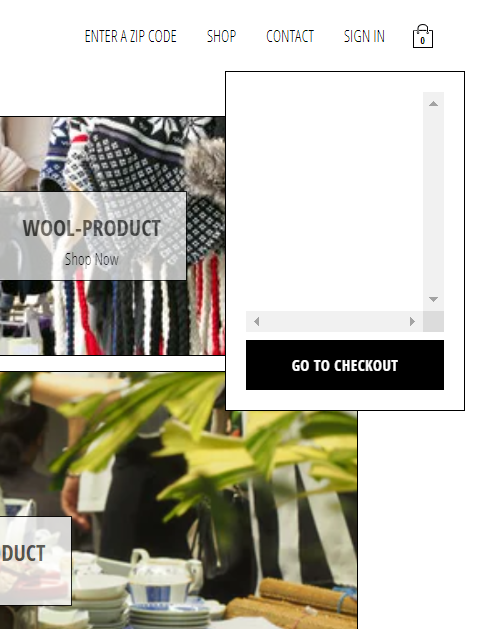 ENTER A ZIP CODE SHOP CONTACT SIGN IN 0
WOOL-PRODUCT
Shop Now
GO TO CHECKOUT
DUCT